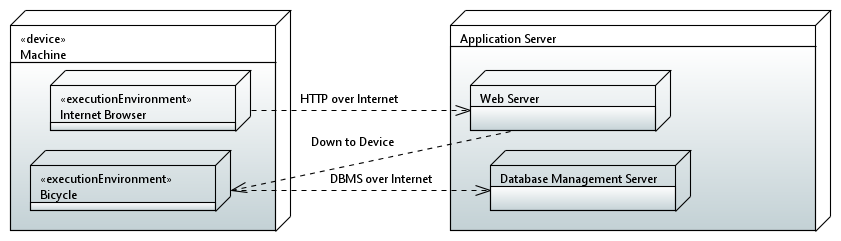 «device»
Machine
«executionEnvironment»
Internet Browser
«executionEnvironment»
Bicycle
HTTP over Internet
Down to Device
DBMS over Internet
Application Server
Web Server
Database Management Server